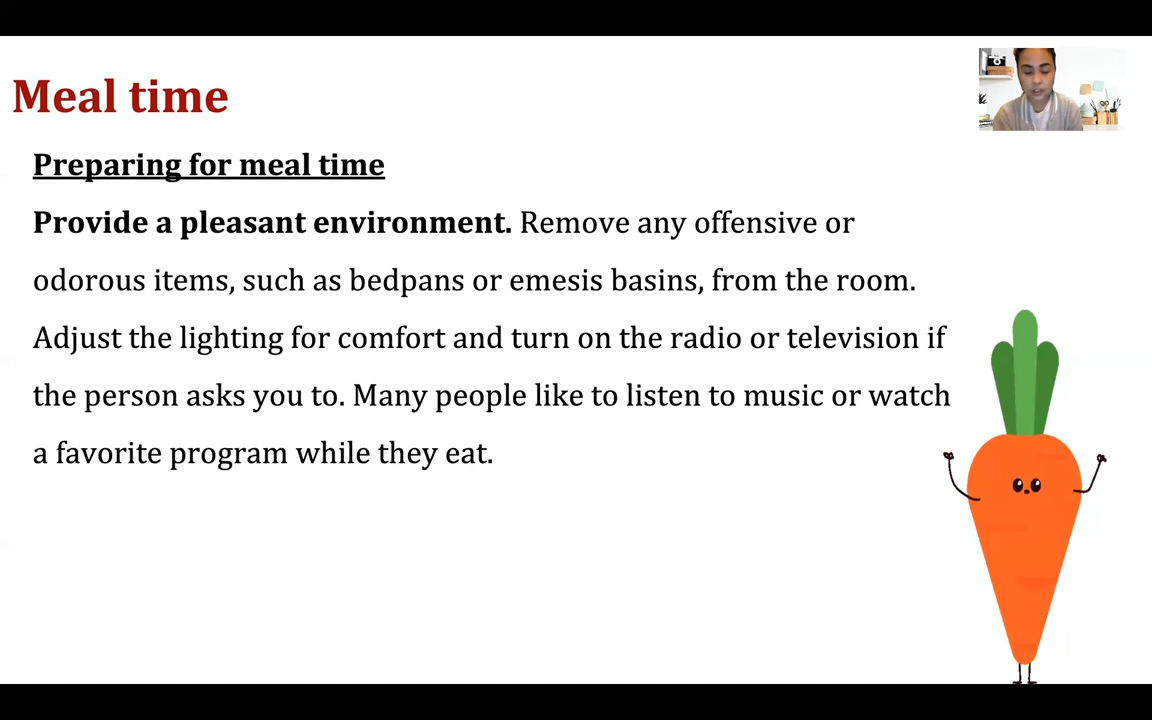 Meal time
Preparing for meal time
Provide a pleasant environment. Remove any offensive or
odorous items, such as bedpans or emesis basins, from the room.
Adjust the lighting for comfort and turn on the radio or television if
the person asks you to. Many people like to listen to music or watch
a favorite program while they eat.